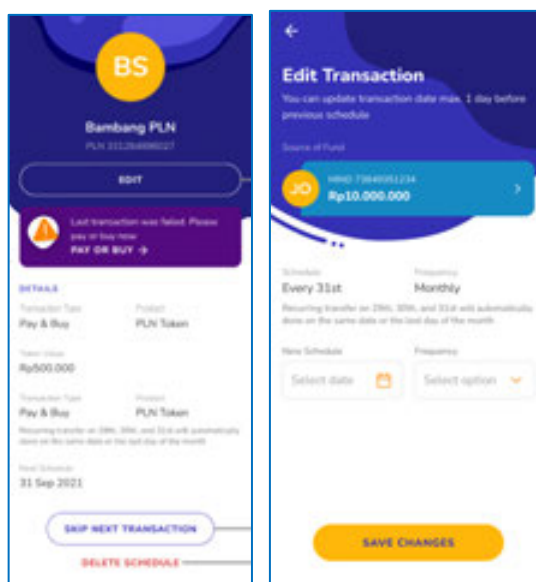 BS
Bambang PLN
EDIT
Last transaction was failed. Please
pay or buy now
PAY OR BUY →
DETAILS
Transaction Type
Product
Pay & Buy
PLN Token
Token Value
Rp500.000
Transaction Type
Product
Pay & Buy
PLN Token
Recurring transfer on 29th, 30th, and 31st will automatically
done on the same date or the last day of the month
Next Schedule
31 Sep 2021
SKIP NEXT TRANSACTION
DELETE SCHEDULE
Edit Transaction
You can update transaction date max. 1 day before
previous schedule
Source of Fund
JO
Rp10.000.000
Schedule
Frequency
Every 31st
Monthly
Recurring transfer on 29th, 30th, and 31st will automatically
done on the same date or the last day of the month
New Schedule
Frequency
Select date
Select option
SAVE CHANGES